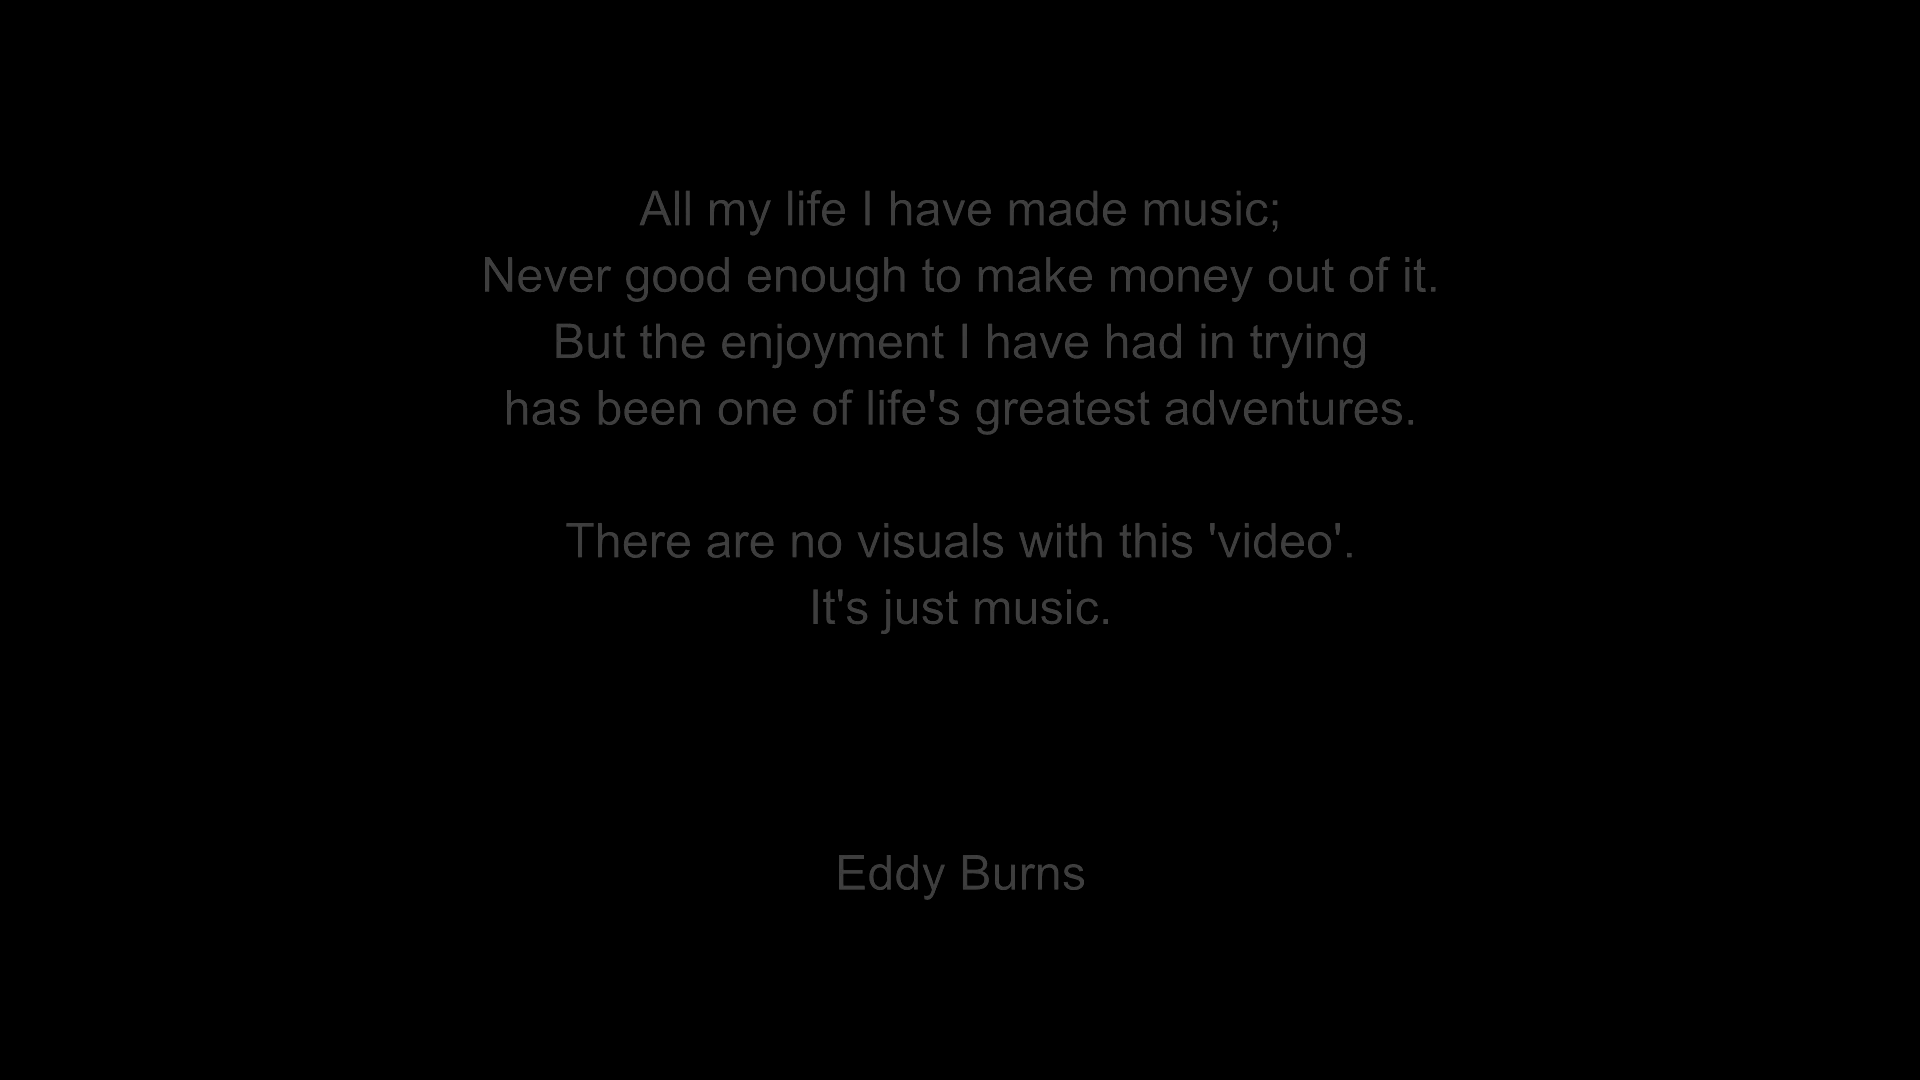 All my life I have made music;
Never good enough to make money out of it.
But the enjoyment I have had in trying
has been one of life's greatest adventures.
There are no visuals with this 'video'.
It's just music.
Eddy Burns